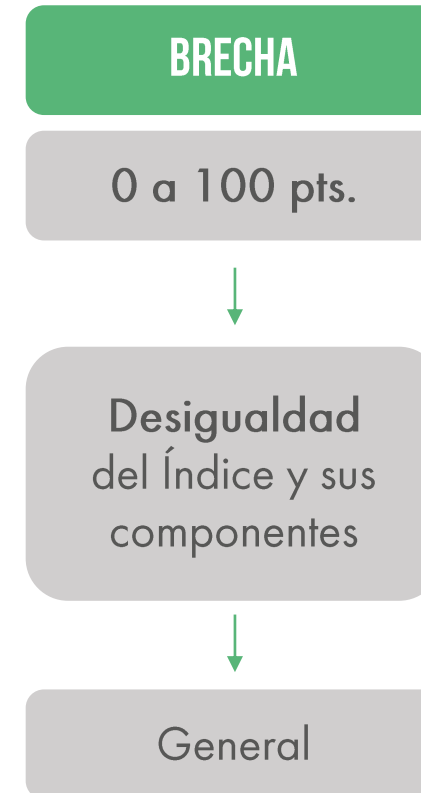 BRECHA
0 a 100 pts.
Desigualdad
del Índice y sus
componentes
General